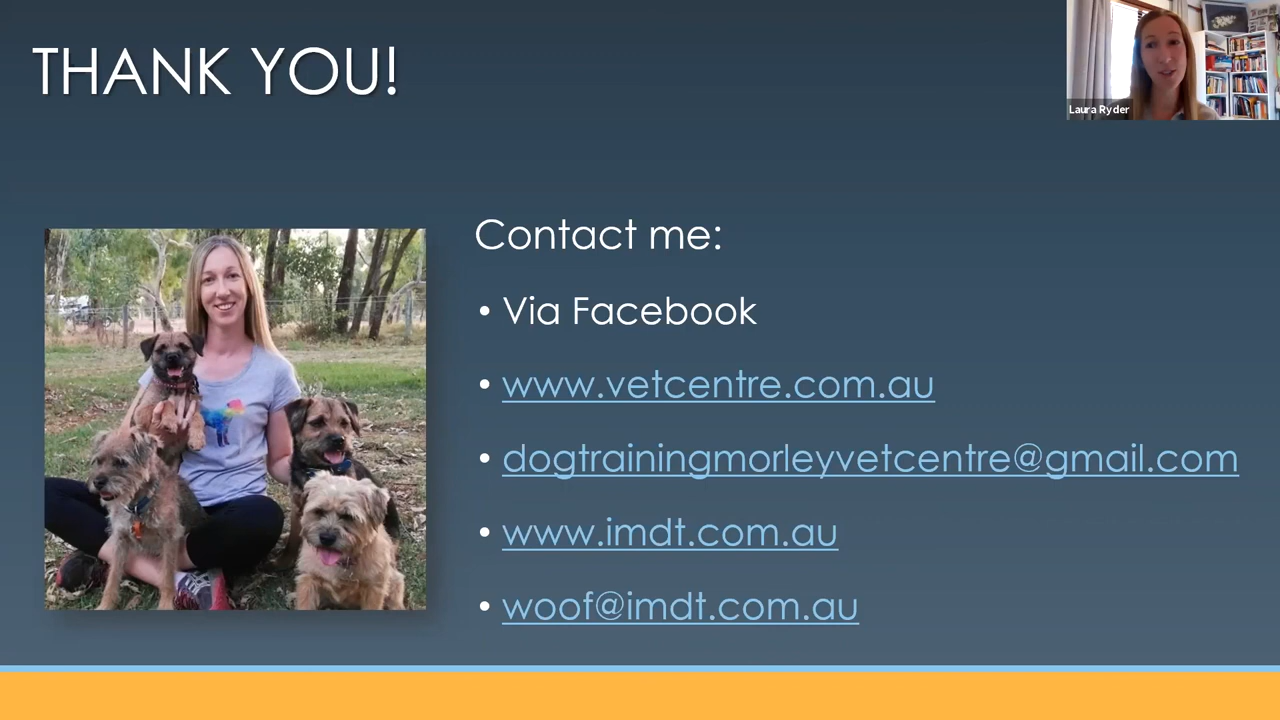 THANK YOU!
Laura Ryder
Contact me:
• Via Facebook
• www.vetcentre.com.au
• dogtrainingmorleyvetcentre@gmail.com
• www.imdt.com.au
• woof@imdt.com.au